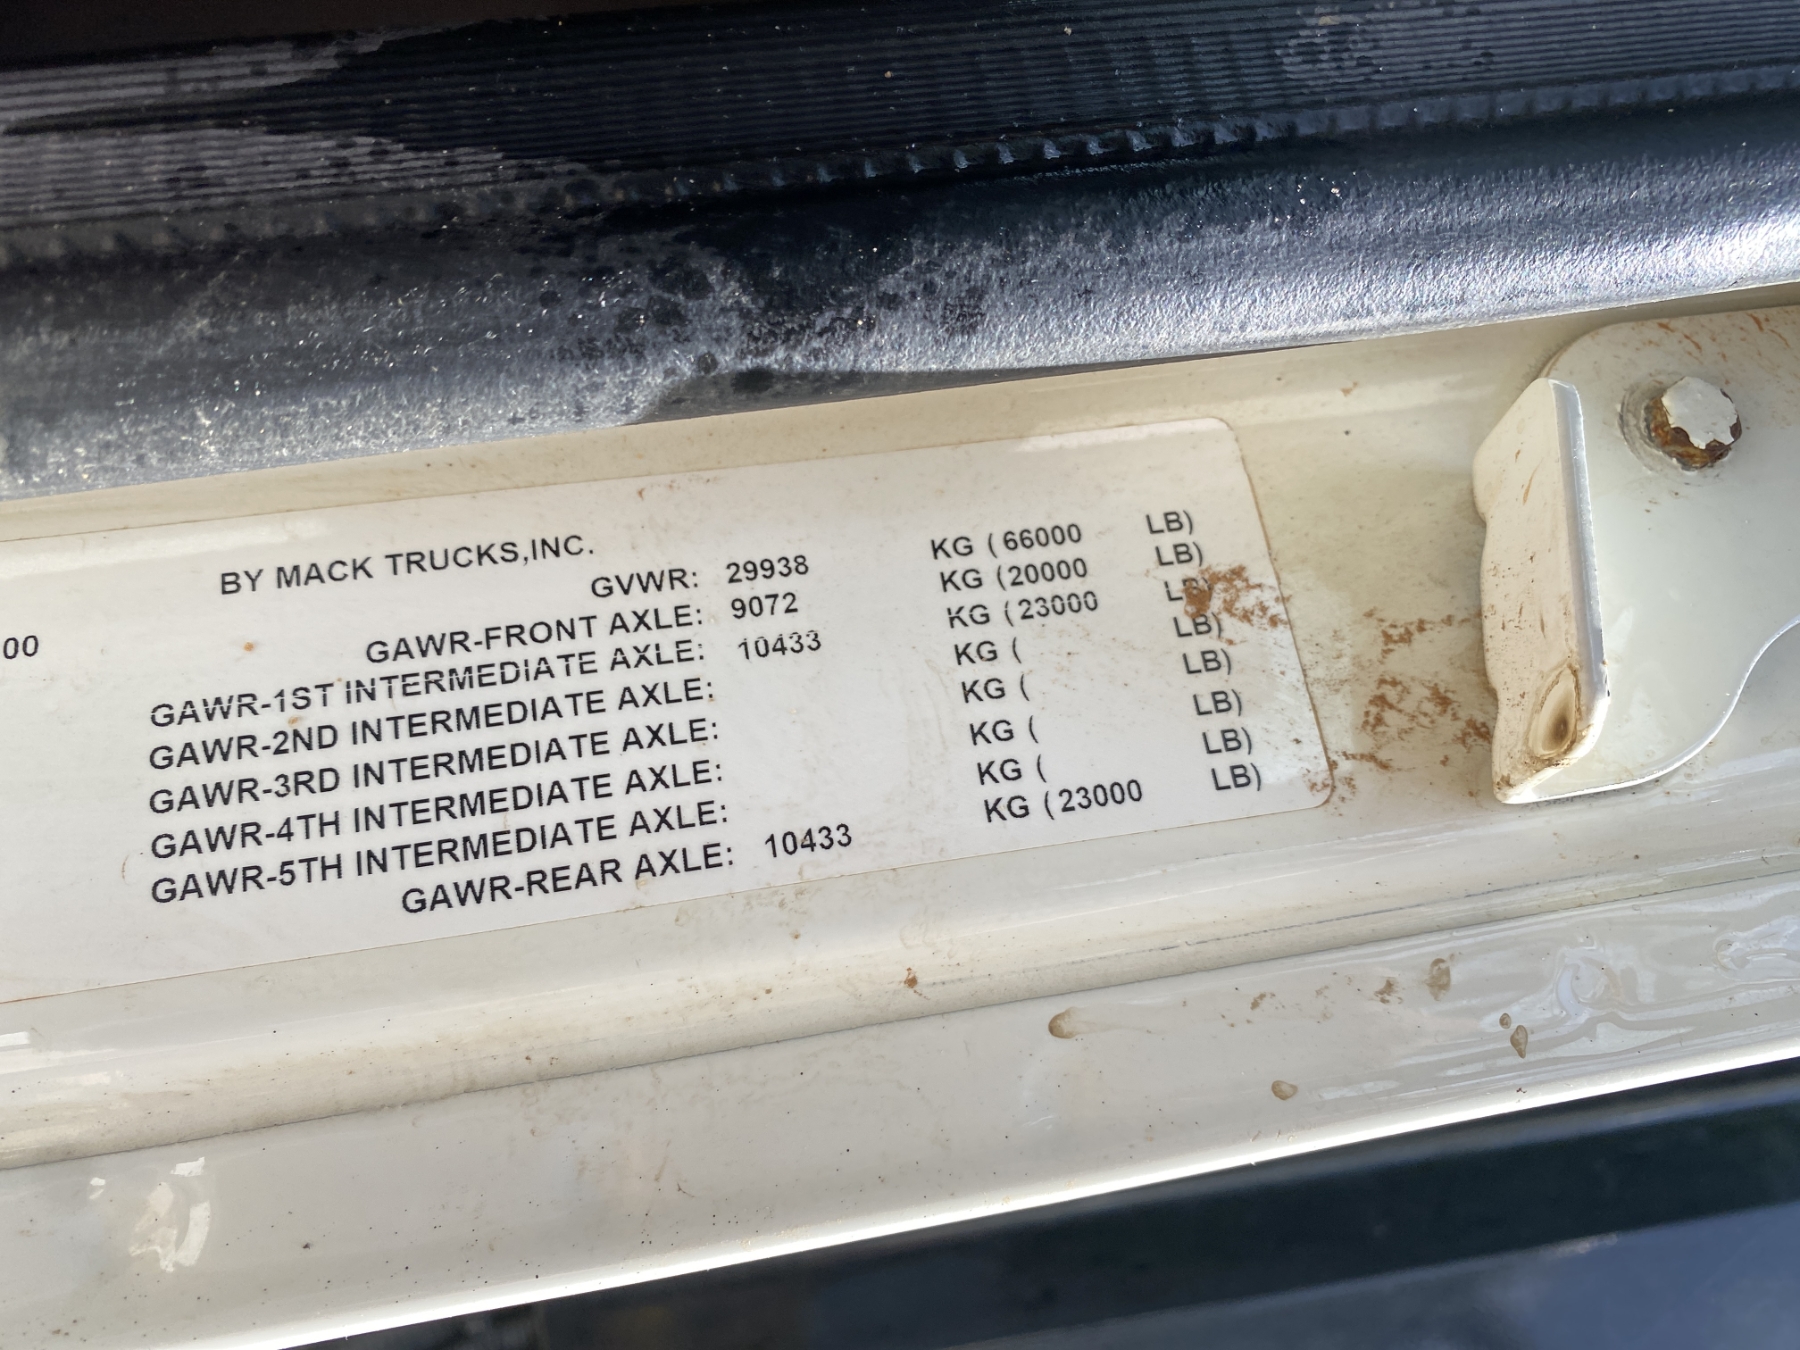 BY MACK TRUCKS,INC.
GVWR: 29938 KG (66000 LB)
00 GAWR-FRONT AXLE: 9072 KG (20000 LB)
GAWR-1ST INTERMEDIATE AXLE: 10433 KG (23000 LB)
GAWR-2ND INTERMEDIATE AXLE: KG ( LB)
GAWR-3RD INTERMEDIATE AXLE: KG ( LB)
GAWR-4TH INTERMEDIATE AXLE: KG ( LB)
GAWR-5TH INTERMEDIATE AXLE: KG ( LB)
GAWR-REAR AXLE: 10433 KG (23000 LB)